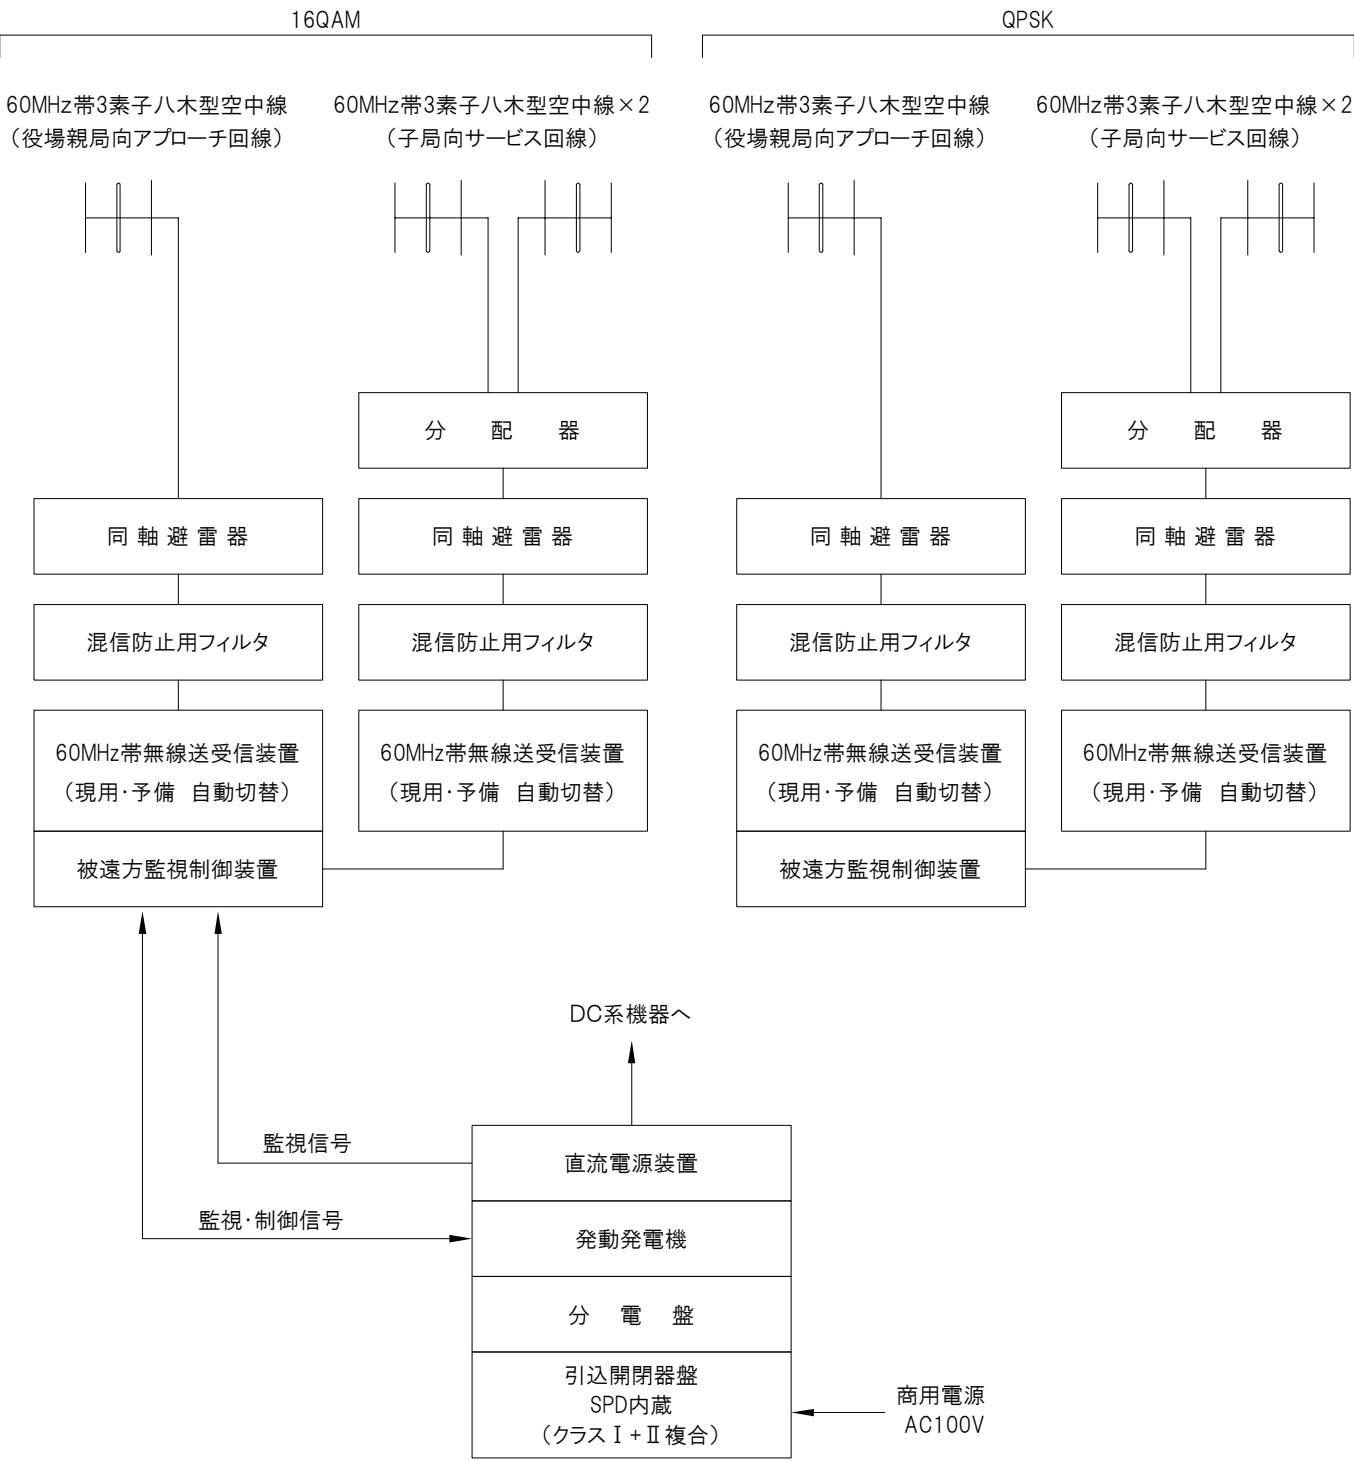 16QAM
QPSK
60MHz帯3素子八木型空中線
(役場親局向アプローチ回線)
60MHz帯3素子八木型空中線×2
(子局向サービス回線)
60MHz帯3素子八木型空中線
(役場親局向アプローチ回線)
60MHz帯3素子八木型空中線×2
(子局向サービス回線)
分 配 器
分 配 器
同軸避雷器
同軸避雷器
同軸避雷器
同軸避雷器
混信防止用フィルタ
混信防止用フィルタ
混信防止用フィルタ
混信防止用フィルタ
60MHz帯無線送受信装置
(現用・予備 自動切替)
60MHz帯無線送受信装置
(現用・予備 自動切替)
60MHz帯無線送受信装置
(現用・予備 自動切替)
60MHz帯無線送受信装置
(現用・予備 自動切替)
被遠方監視制御装置
被遠方監視制御装置
DC系機器へ
監視信号
直流電源装置
監視・制御信号
発動発電機
分 電 盤
引込開閉器盤
SPD内蔵
(クラスⅠ+Ⅱ複合)
商用電源
AC100V